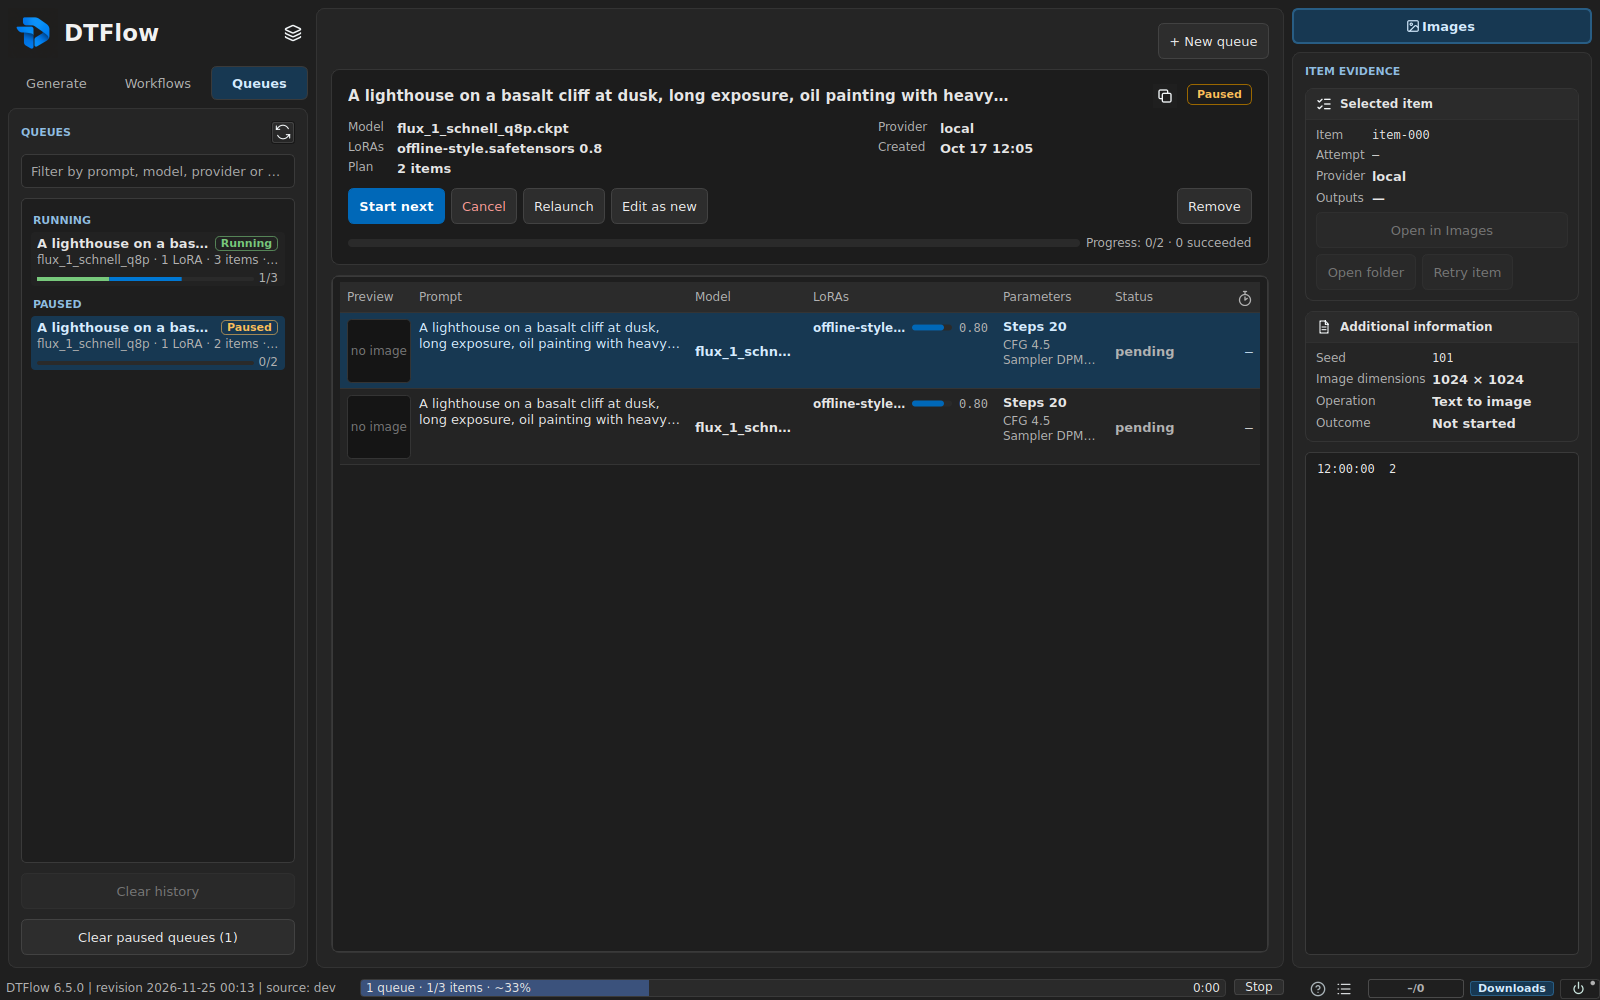 DTFlow
Generate
Workflows
Queues
QUEUES
Filter by prompt, model, provider or ...
RUNNING
A lighthouse on a bas...
Running
flux_1_schnell_q8p · 1 LoRA · 3 items ·...
1/3
PAUSED
A lighthouse on a bas...
Paused
flux_1_schnell_q8p · 1 LoRA · 2 items ·...
0/2
Clear history
Clear paused queues (1)
+ New queue
A lighthouse on a basalt cliff at dusk, long exposure, oil painting with heavy...
Paused
Model flux_1_schnell_q8p.ckpt
Provider local
LoRAs offline-style.safetensors 0.8
Created Oct 17 12:05
Plan 2 items
Start next
Cancel
Relaunch
Edit as new
Remove
Progress: 0/2 · 0 succeeded
Preview Prompt Model LoRAs Parameters Status
no image
A lighthouse on a basalt cliff at dusk,
long exposure, oil painting with heavy...
flux_1_schn...
offline-style... 0.80
Steps 20
CFG 4.5
Sampler DPM...
pending
–
no image
A lighthouse on a basalt cliff at dusk,
long exposure, oil painting with heavy...
flux_1_schn...
offline-style... 0.80
Steps 20
CFG 4.5
Sampler DPM...
pending
–
Images
ITEM EVIDENCE
Selected item
Item item-000
Attempt –
Provider local
Outputs —
Open in Images
Open folder
Retry item
Additional information
Seed 101
Image dimensions 1024 × 1024
Operation Text to image
Outcome Not started
12:00:00 2
DTFlow 6.5.0 | revision 2026-11-25 00:13 | source: dev
1 queue · 1/3 items · ~33%
0:00
Stop
–/0
Downloads